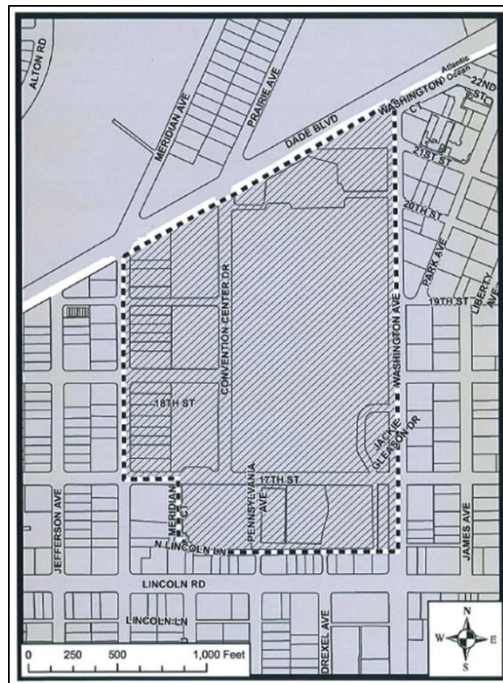 ALTON RD
MERIDIAN AVE
PRAIRIE AVE
DADE BLVD
Atlantic
Ocean
WASHINGTON
CT
22ND
ST
21ST ST
20TH ST
PARK AVE
LIBERTY
AVE
19TH ST
CONVENTION CENTER DR
WASHINGTON AVE
18TH ST
JACKIE
GLEASON DR
17TH ST
PENNSYLVANIA
AVE
MERIDIAN
CT
N LINCOLN LN
JEFFERSON AVE
JAMES AVE
LINCOLN RD
LINCOLN LN
DREXEL AVE
0 250 500 1,000 Feet
N
W E
S